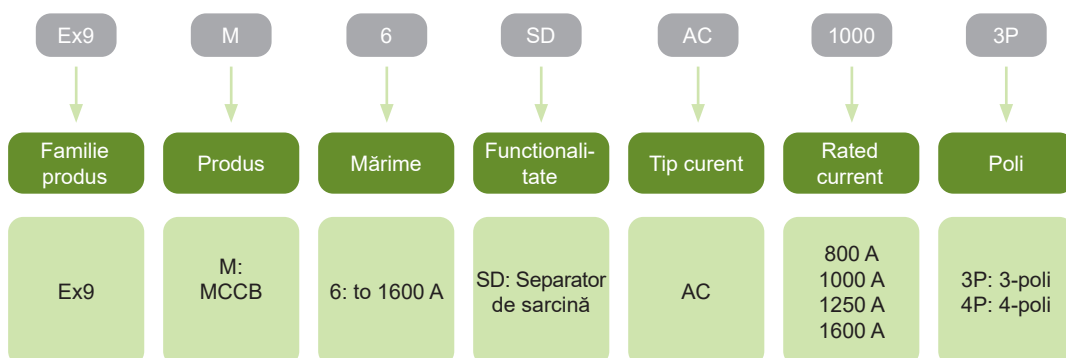 Ex9
M
6
SD
AC
1000
3P
Familie
produs
Produs
Mărime
Functionali-
tate
Tip curent
Rated
current
Poli
Ex9
M:
MCCB
6: to 1600 A
SD: Separator
de sarcină
AC
800 A
1000 A
1250 A
1600 A
3P: 3-poli
4P: 4-poli